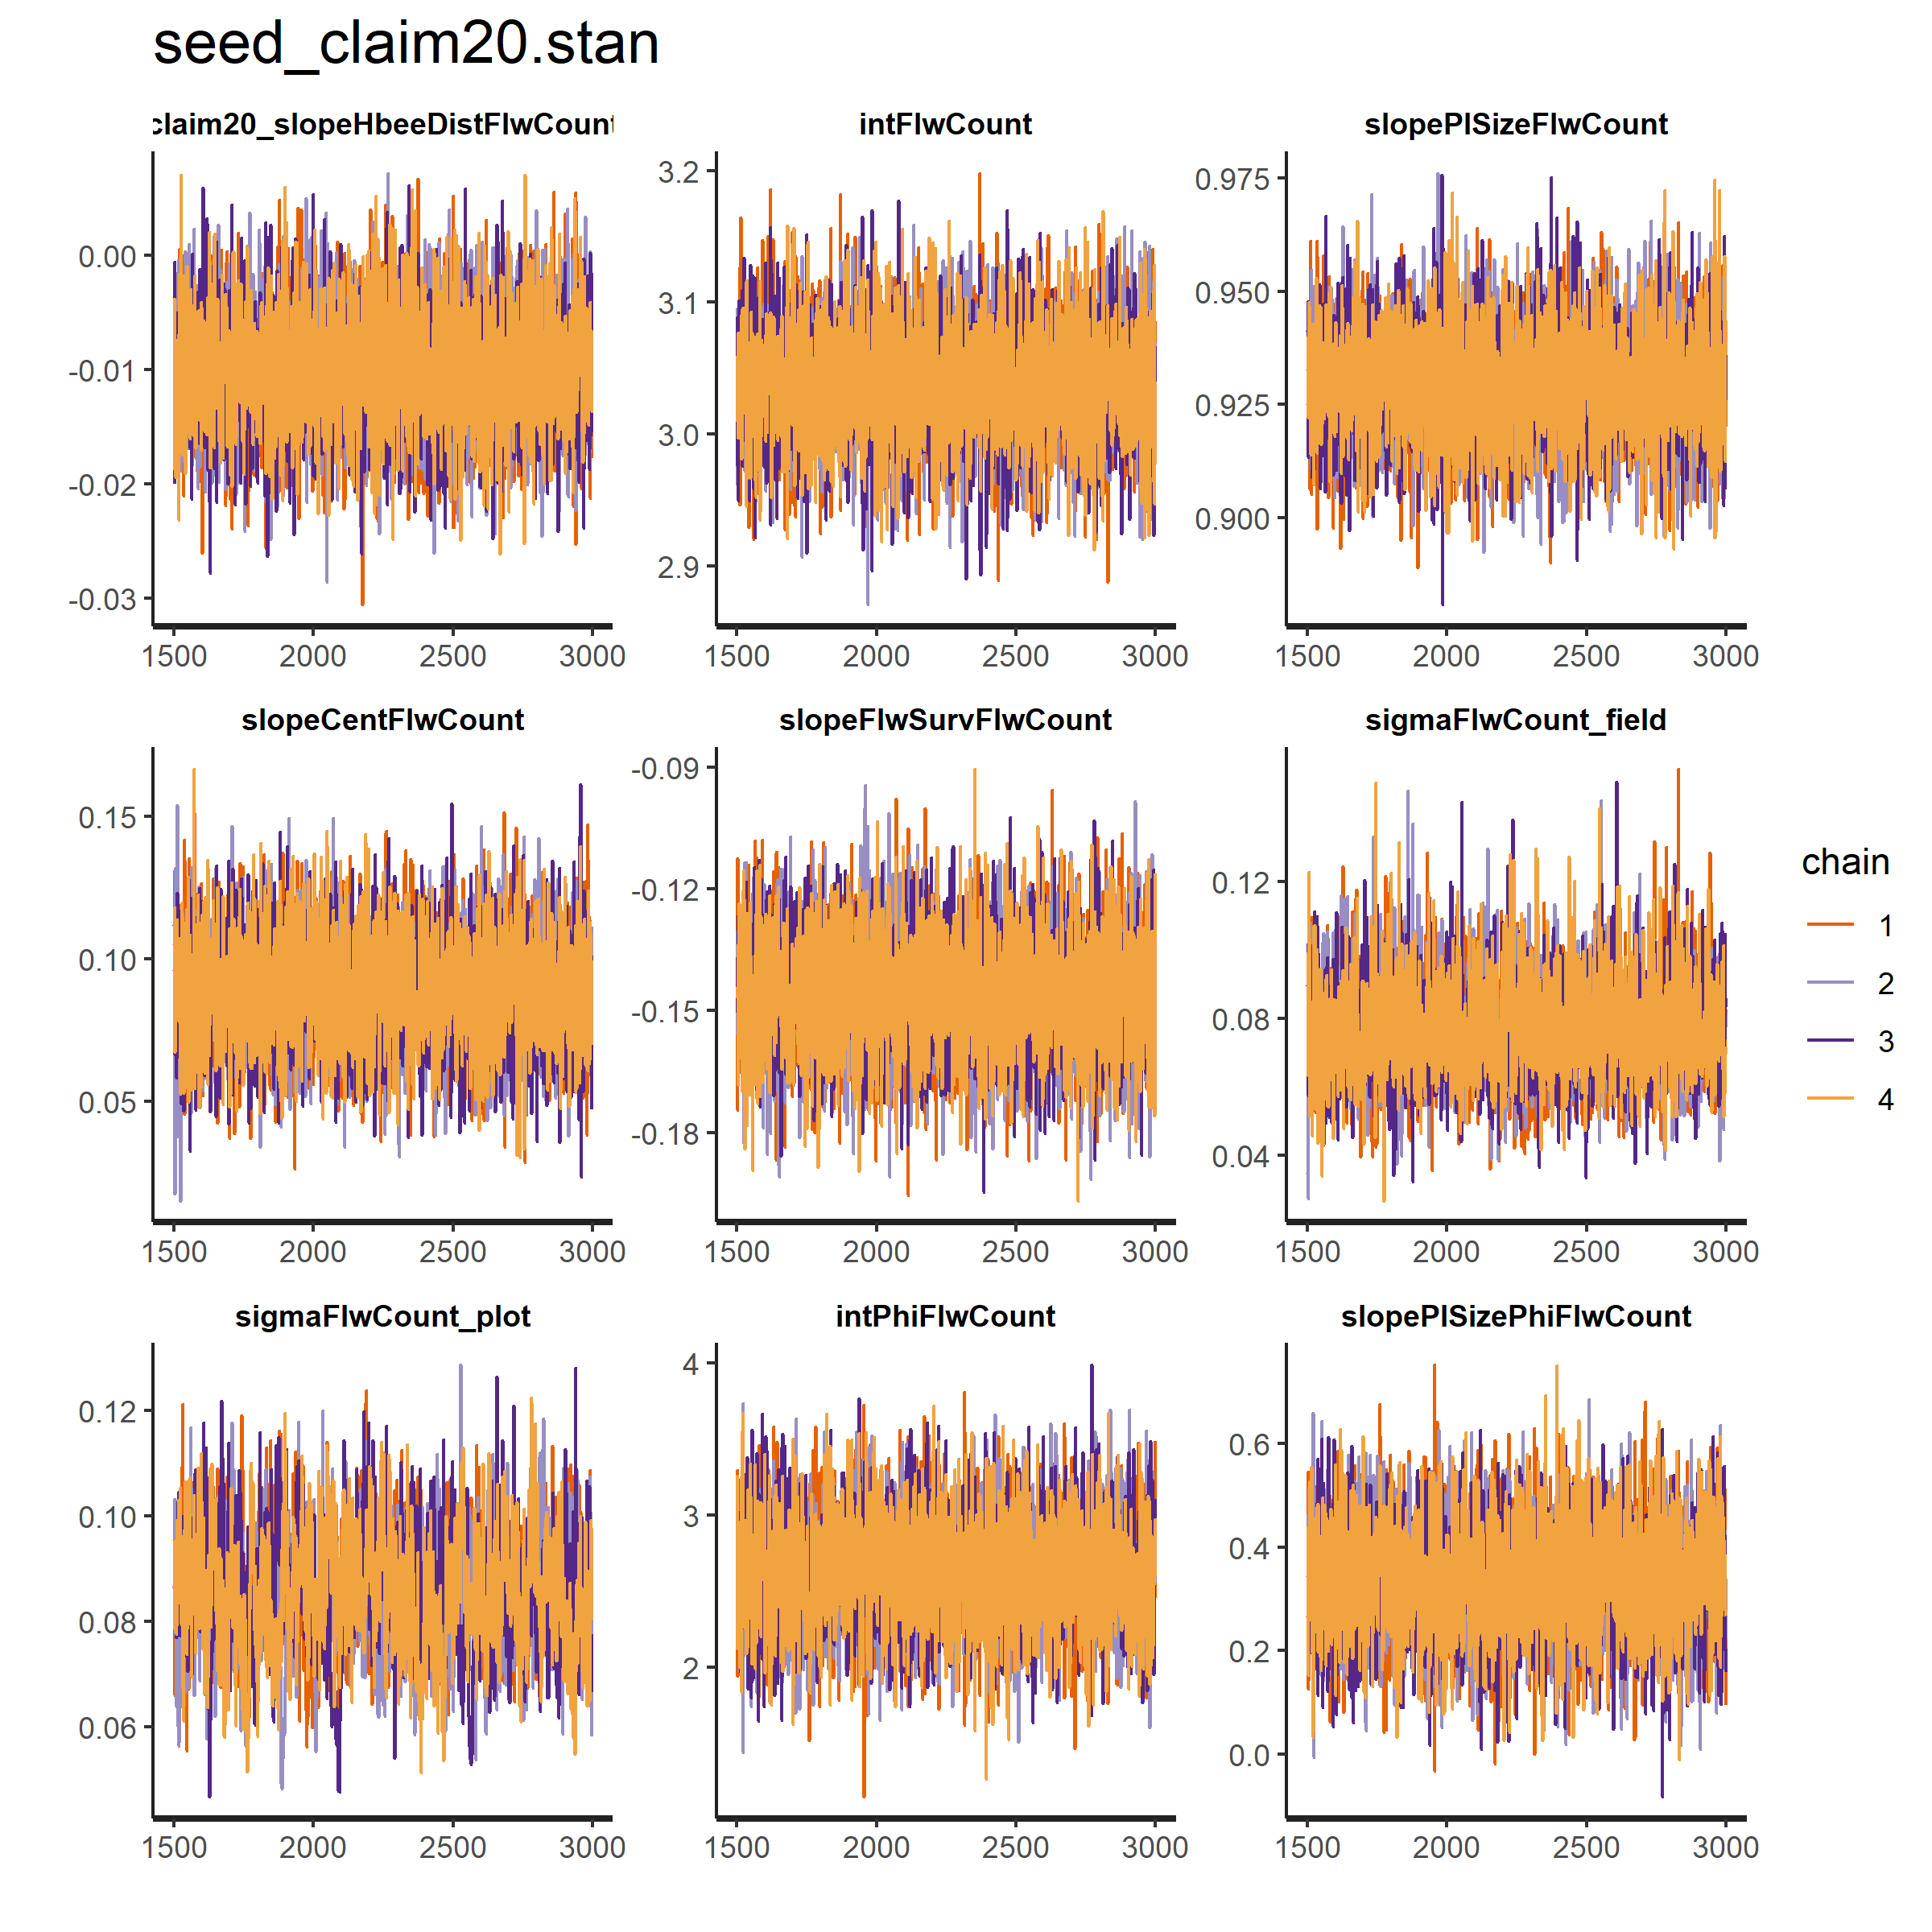 seed_claim20.stan
claim20_slopeHbeeDistFlwCount
intFlwCount
slopePlSizeFlwCount
0.00
-0.01
-0.02
-0.03
3.2
3.1
3.0
2.9
0.975
0.950
0.925
0.900
1500 2000 2500 3000
1500 2000 2500 3000
1500 2000 2500 3000
slopeCentFlwCount
slopeFlwSurvFlwCount
sigmaFlwCount_field
0.15
0.10
0.05
-0.09
-0.12
-0.15
-0.18
0.12
0.08
0.04
1500 2000 2500 3000
1500 2000 2500 3000
1500 2000 2500 3000
chain
1
2
3
4
sigmaFlwCount_plot
intPhiFlwCount
slopePlSizePhiFlwCount
0.12
0.10
0.08
0.06
4
3
2
0.6
0.4
0.2
0.0
1500 2000 2500 3000
1500 2000 2500 3000
1500 2000 2500 3000